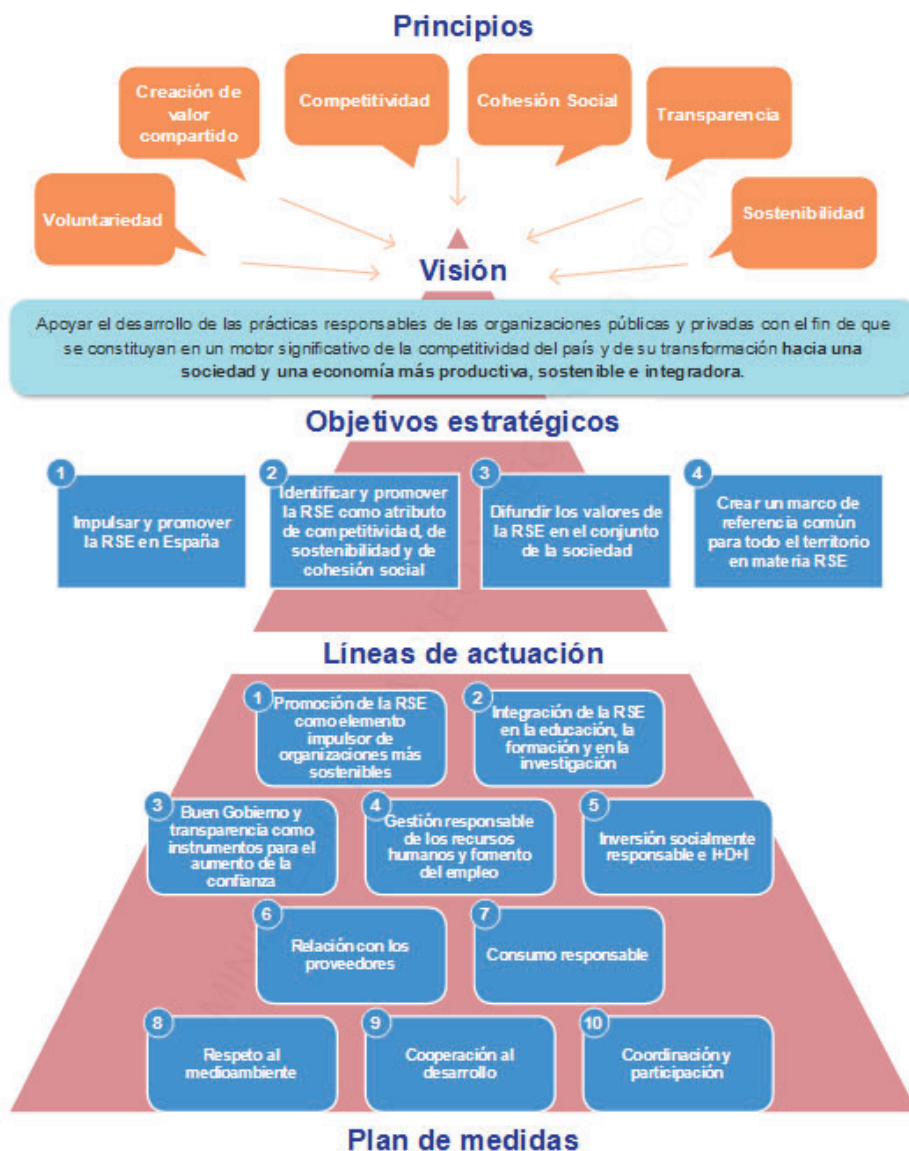 Principios
Creación de
valor
compartido
Competitividad
Cohesión Social
Transparencia
Voluntariedad
Sostenibilidad
Visión
Apoyar el desarrollo de las prácticas responsables de las organizaciones públicas y privadas con el fin de que
se constituyan en un motor significativo de la competitividad del país y de su transformación hacia una
sociedad y una economía más productiva, sostenible e integradora.
Objetivos estratégicos
1
Impulsar y promover
la RSE en España
2
Identificar y promover
la RSE como atributo
de competitividad, de
sostenibilidad y de
cohesión social
3
Difundir los valores de
la RSE en el conjunto
de la sociedad
4
Crear un marco de
referencia común
para todo el territorio
en materia RSE
Líneas de actuación
1
Promoción de la RSE
como elemento
impulsor de
organizaciones más
sostenibles
2
Integración de la RSE
en la educación, la
formación y en la
investigación
3
Buen Gobierno y
transparencia como
instrumentos para el
aumento de la
confianza
4
Gestión responsable
de los recursos
humanos y fomento
del empleo
5
Inversión socialmente
responsable e I+D+I
6
Relación con los
proveedores
7
Consumo responsable
8
Respeto al
medioambiente
9
Cooperación al
desarrollo
10
Coordinación y
participación
Plan de medidas